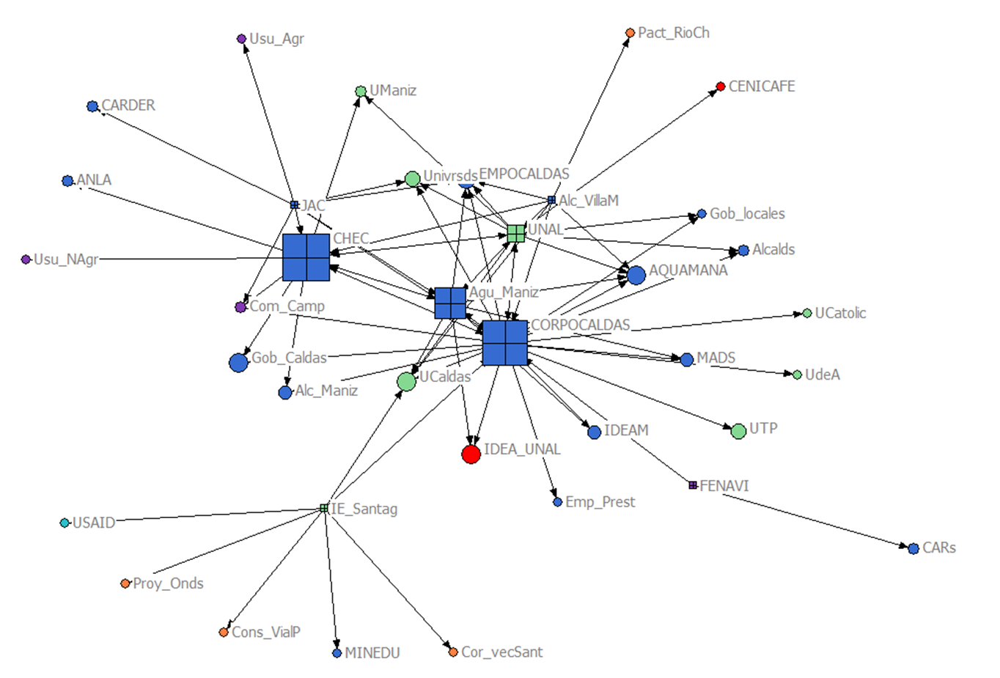 Pact_RioCh
Usu_Agr
CENICAFE
UManiz
CARDER
EMPOCALDAS
Univrsds
ANLA
Alc_VillaM
JAC
Gob_locales
UNAL
CHEC
Alcalds
Usu_NAgr
AQUAMANA
Agu_Maniz
Com_Camp
UCatolic
CORPOCALDAS
Gob_Caldas
MADS
UdeA
UCaldas
Alc_Maniz
UTP
IDEAM
IDEA_UNAL
FENAVI
Emp_Prest
IE_Santag
USAID
CARs
Proy_Onds
Cons_VialP
Cor_vecSant
MINEDU